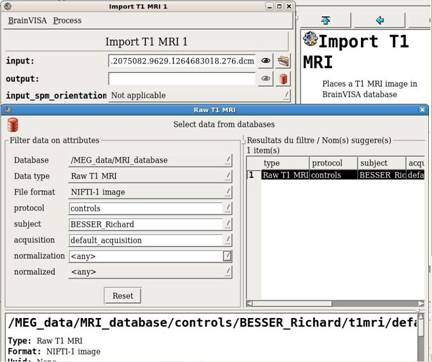 Import T1 MRI 1
BrainVISA Process
Import T1 MRI 1
input: .2075082.9629.1264683018.276.dcm
output:
input_spm_orientation Not applicable
Import T1
MRI
Places a T1 MRI image in
BrainVISA database
Raw T1 MRI
Select data from databases
Filter data on attributes
Database /MEG_data/MRI_database
Data type Raw T1 MRI
File format NIFTI-1 image
protocol controls
subject BESSER_Richard
acquisition default_acquisition
normalization <any>
normalized <any>
Reset
Resultats du filtre / Nom(s) suggere(s)
1 item(s)
type protocol subject acqu
1 Raw T1 MRI controls BESSER_Ric defa
/MEG_data/MRI_database/controls/BESSER_Richard/t1mri/defa
Type: Raw T1 MRI
Format: NIFTI-1 image
Uuid: None